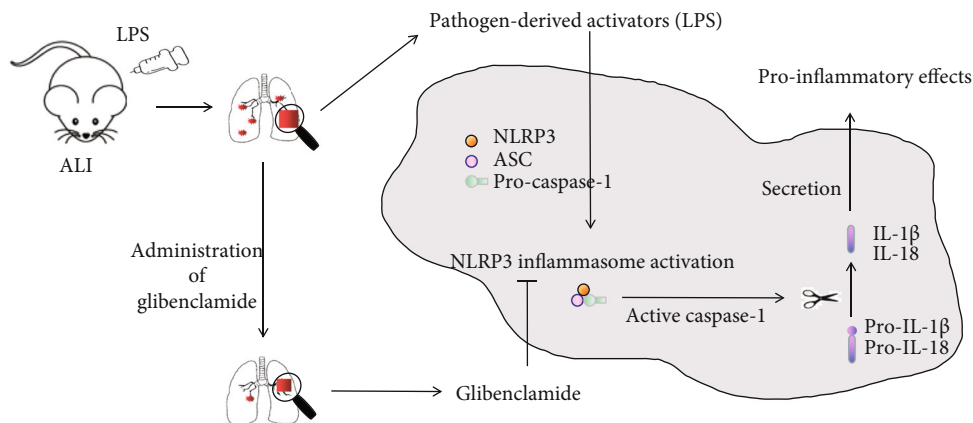 LPS
ALI
Pathogen-derived activators (LPS)
Pro-inflammatory effects
NLRP3
ASC
Pro-caspase-1
Secretion
IL-1β
IL-18
Administration
of
glibenclamide
NLRP3 inflammasome activation
Active caspase-1
Pro-IL-1β
Pro-IL-18
Glibenclamide